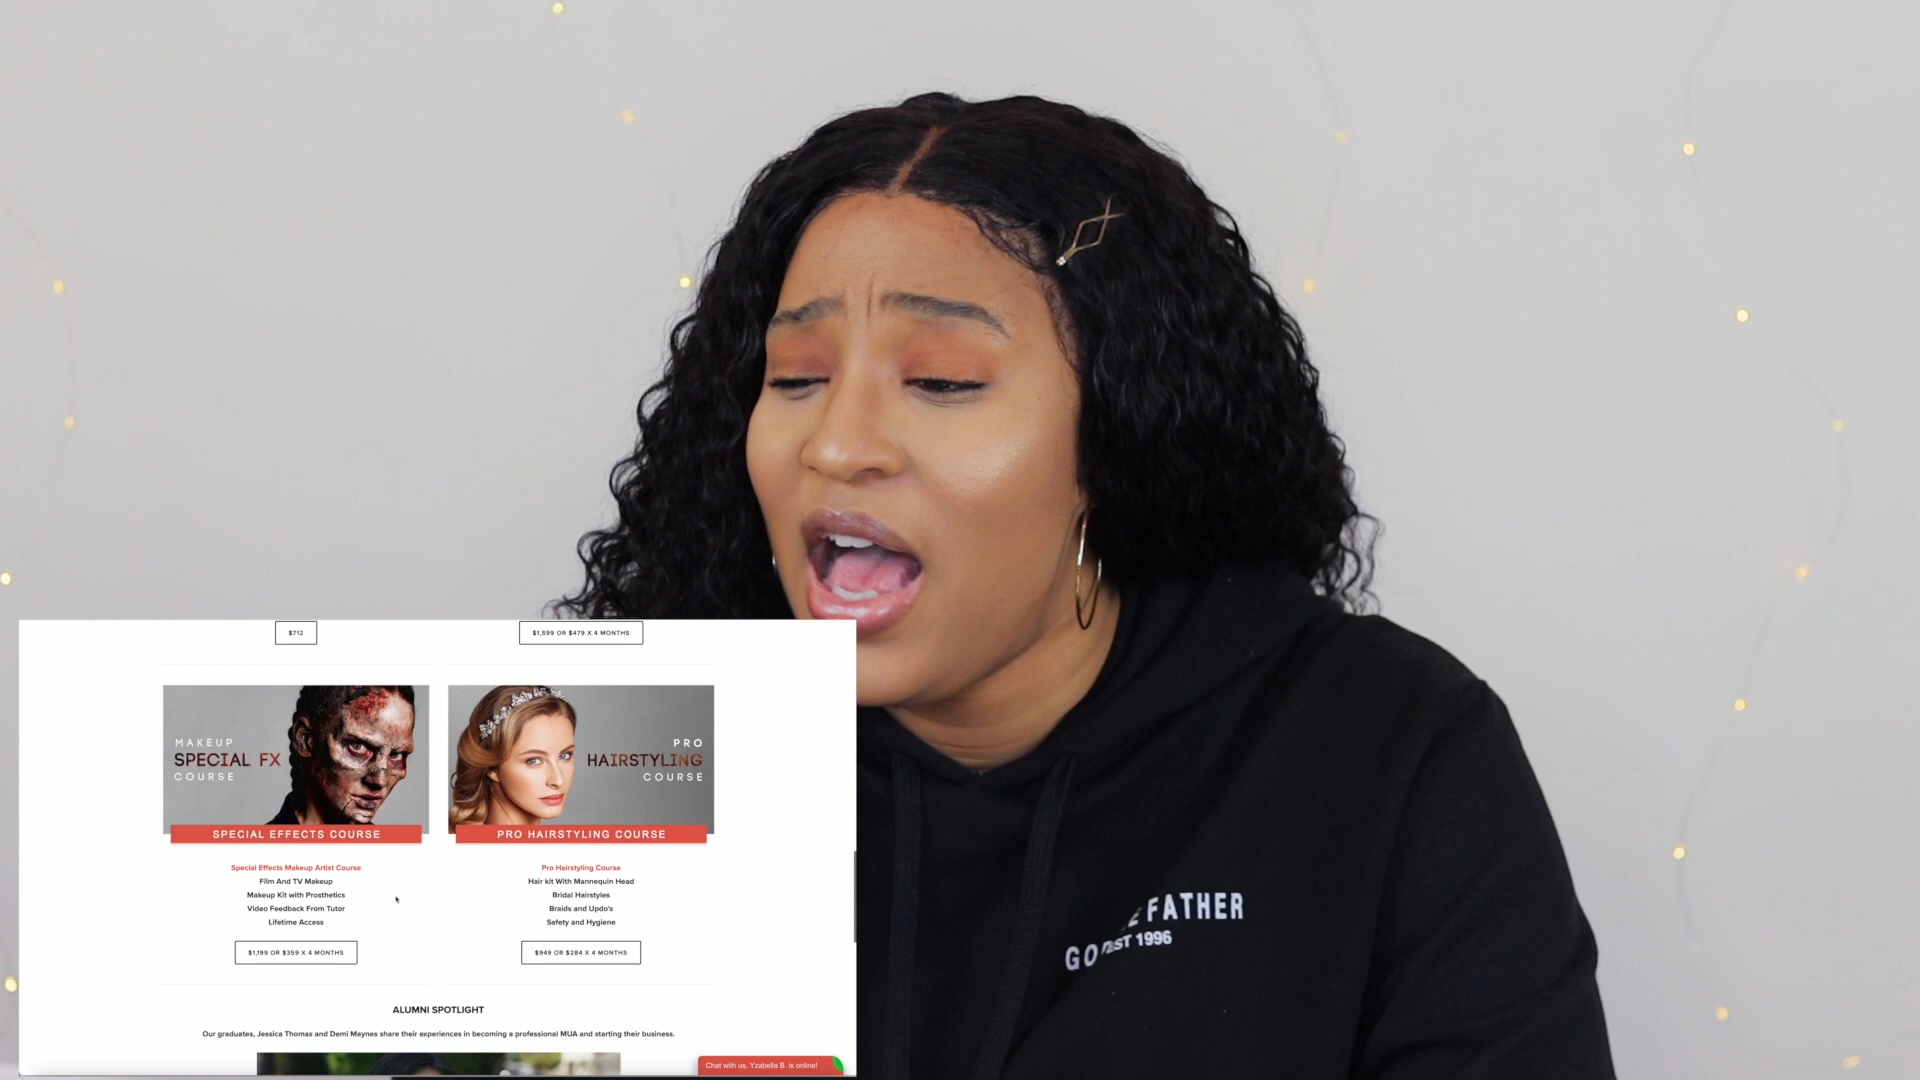 $712
$1,599 OR $479 X 4 MONTHS
MAKEUP
SPECIAL FX
COURSE
SPECIAL EFFECTS COURSE
PRO
HAIRSTYLING
COURSE
PRO HAIRSTYLING COURSE
Special Effects Makeup Artist Course
Film And TV Makeup
Makeup Kit with Prosthetics
Video Feedback From Tutor
Lifetime Access
$1,199 OR $359 X 4 MONTHS
Pro Hairstyling Course
Hair kit With Mannequin Head
Bridal Hairstyles
Braids and Updo's
Safety and Hygiene
$949 OR $284 X 4 MONTHS
ALUMNI SPOTLIGHT
Our graduates, Jessica Thomas and Demi Maynes share their experiences in becoming a professional MUA and starting their business.
Chat with us, Yzabella B. is online!
FATHER
GO
EST 1996